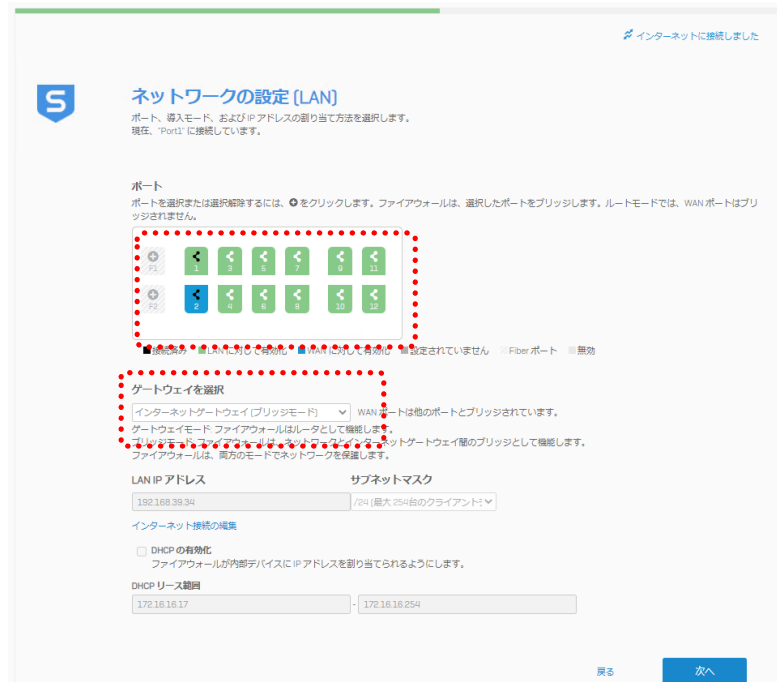 インターネットに接続しました
S
ネットワークの設定 (LAN)
ポート、導入モード、および IP アドレスの割り当て方法を選択します。
現在、"Port1" に接続しています。
ポート
ポートを選択または選択解除するには、 をクリックします。ファイアウォールは、選択したポートをブリッジします。ルートモードでは、WAN ポートはブリ
ッジされません。
F1 1 3 5 7 9 11
F2 2 4 6 8 10 12
接続済み LAN に対して有効化 WAN に対して有効化 設定されていません Fiber ポート 無効
ゲートウェイを選択
インターネットゲートウェイ (ブリッジモード) WAN ポートは他のポートとブリッジされています。
ゲートウェイモード ファイアウォールはルータとして機能します。
ブリッジモード ファイアウォールは、ネットワークとインターネットゲートウェイ間のブリッジとして機能します。
ファイアウォールは、両方のモードでネットワークを保護します。
LAN IP アドレス サブネットマスク
192.168.39.34 /24 (最大 254台のクライアント:
インターネット接続の編集
DHCP の有効化
ファイアウォールが内部デバイスに IP アドレスを割り当てられるようにします。
DHCP リース範囲
172.16.16.17 - 172.16.16.254
戻る 次へ